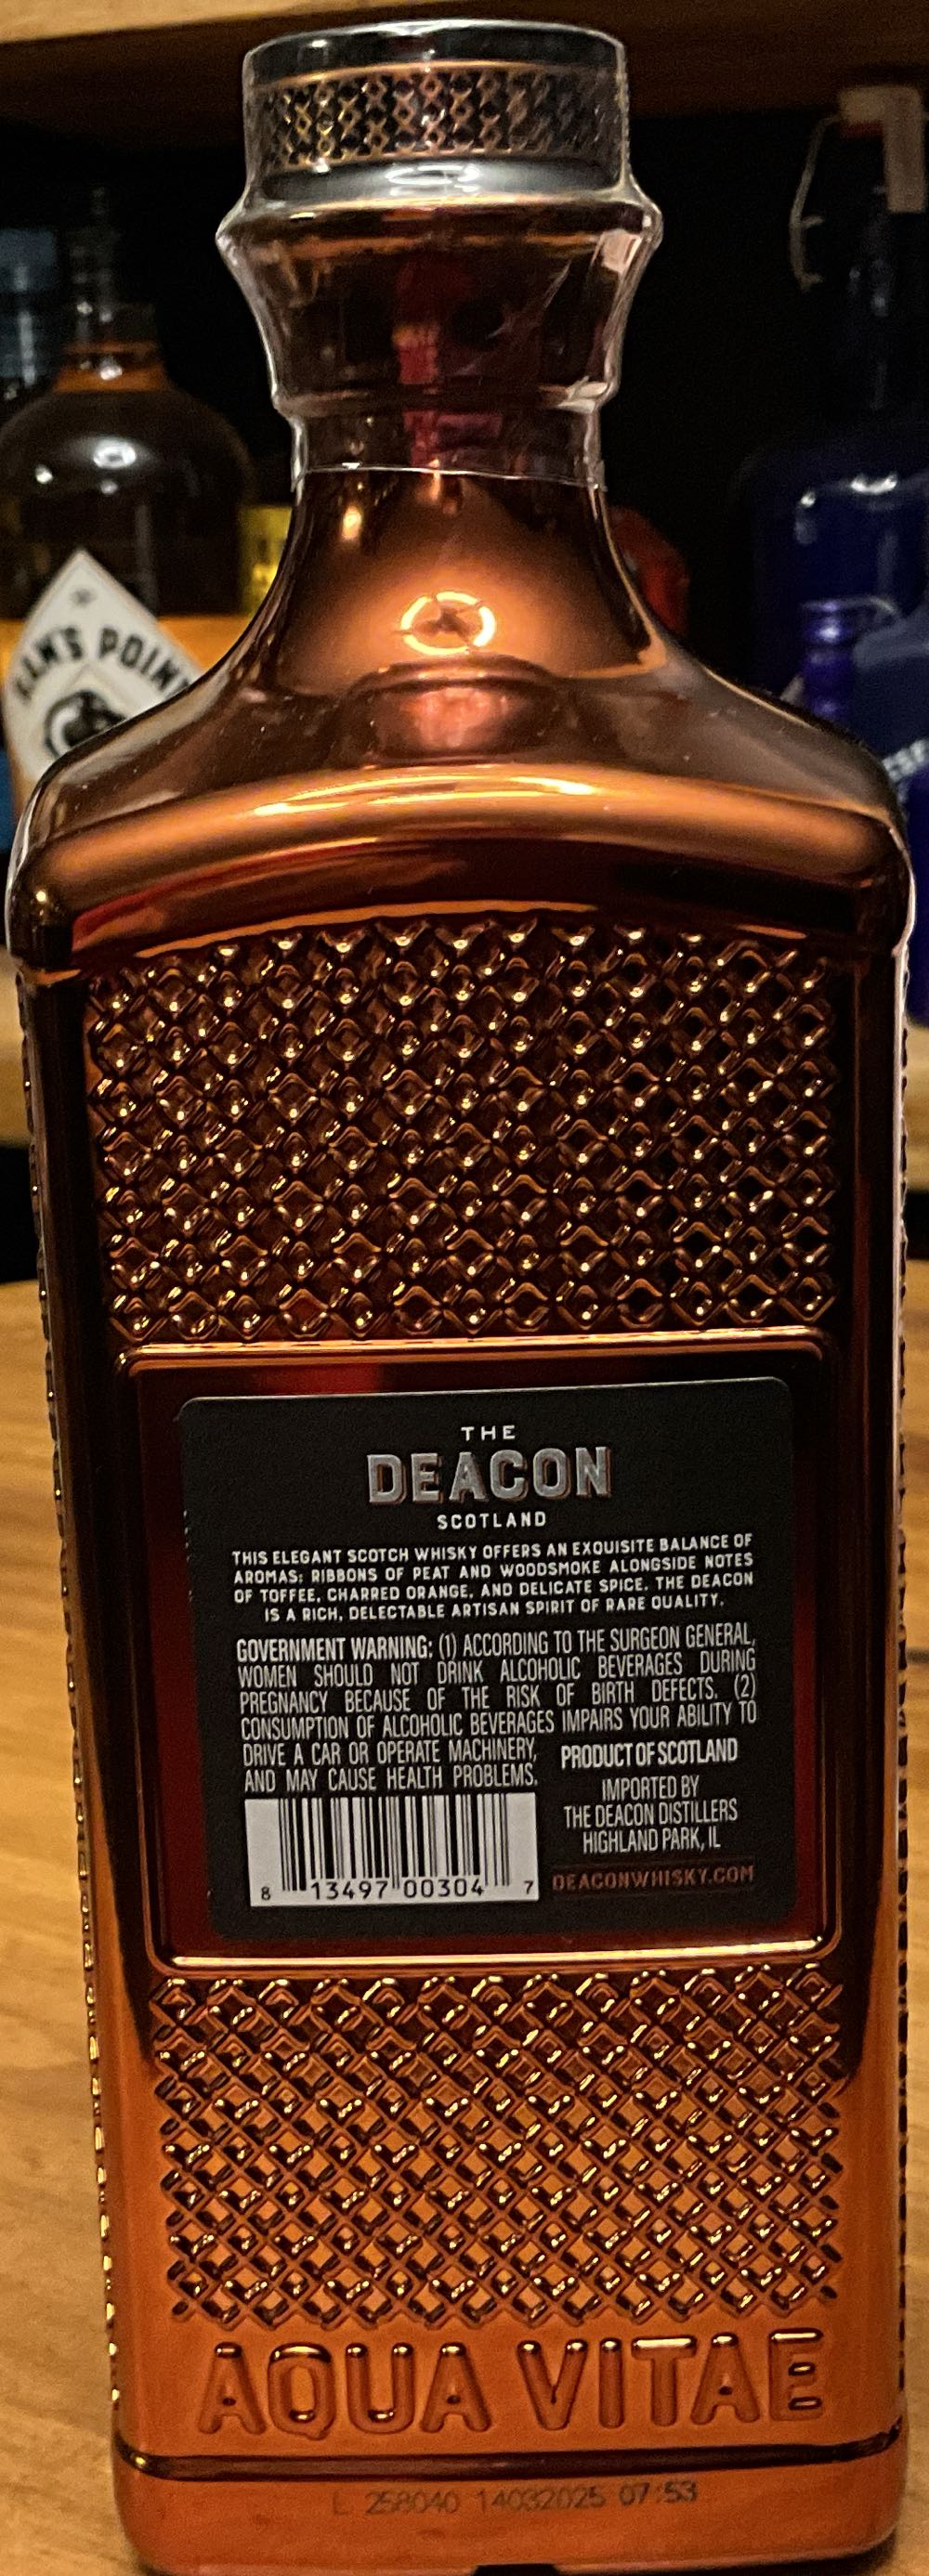 POINT
THE
DEACON
SCOTLAND
THIS ELEGANT SCOTCH WHISKY OFFERS AN EXQUISITE BALANCE OF
AROMAS; RIBBONS OF PEAT AND WOODSMOKE ALONGSIDE NOTES
OF TOFFEE, CHARRED ORANGE, AND DELICATE SPICE. THE DEACON
IS A RICH, DELECTABLE ARTISAN SPIRIT OF RARE QUALITY.
GOVERNMENT WARNING: (1) ACCORDING TO THE SURGEON GENERAL,
WOMEN SHOULD NOT DRINK ALCOHOLIC BEVERAGES DURING
PREGNANCY BECAUSE OF THE RISK OF BIRTH DEFECTS. (2)
CONSUMPTION OF ALCOHOLIC BEVERAGES IMPAIRS YOUR ABILITY TO
DRIVE A CAR OR OPERATE MACHINERY,
AND MAY CAUSE HEALTH PROBLEMS.
PRODUCT OF SCOTLAND
IMPORTED BY
THE DEACON DISTILLERS
HIGHLAND PARK, IL
DEACONWHISKY.COM
8 13497 00304 7
AQUA VITAE
L 258040 14032025 07:53